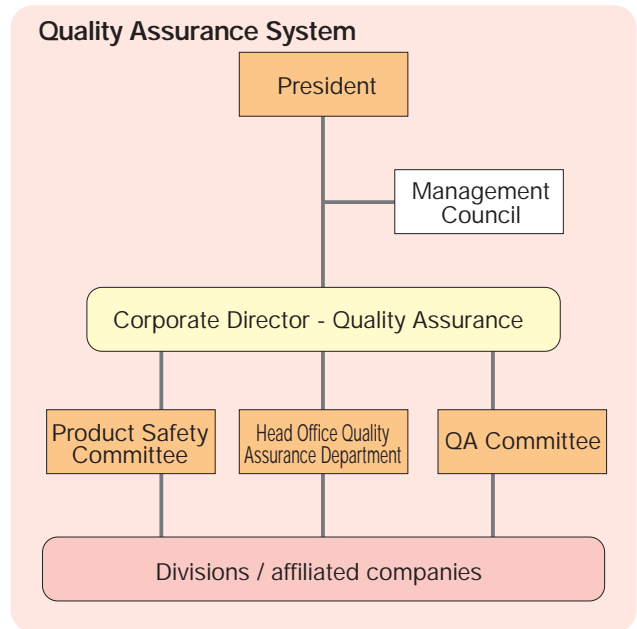 Quality Assurance System
President
Management
Council
Corporate Director - Quality Assurance
Product Safety
Committee
Head Office Quality
Assurance Department
QA Committee
Divisions / affiliated companies